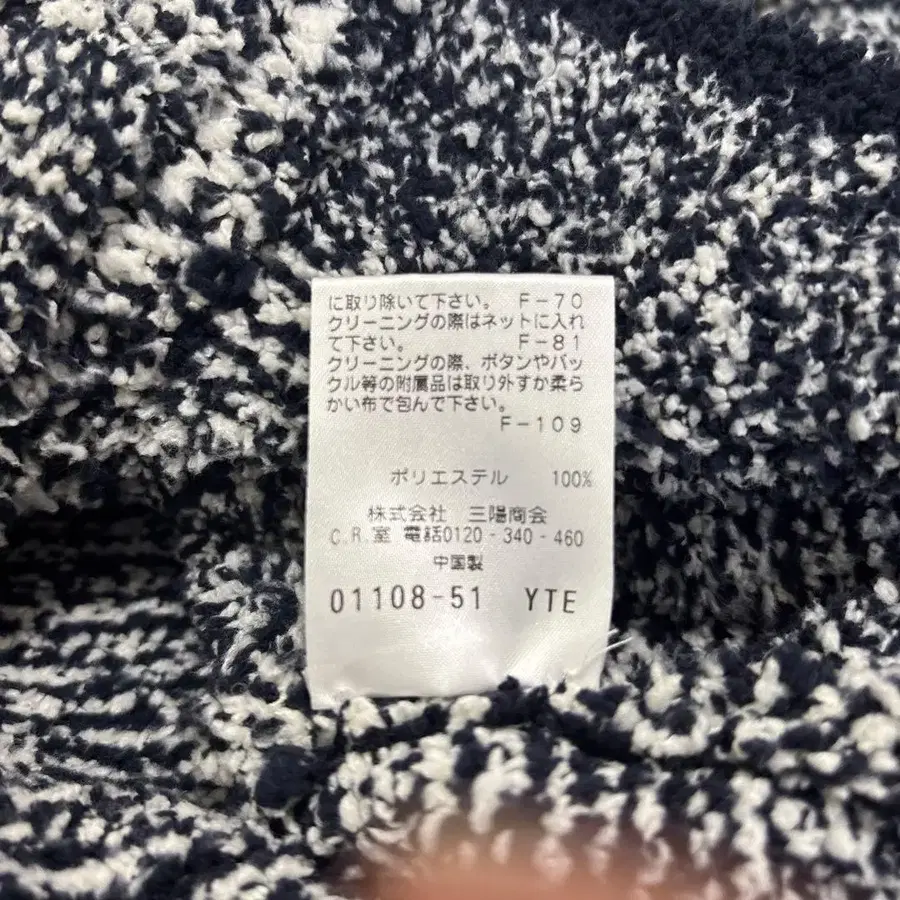 に取り除いて下さい。 F-70
クリーニングの際はネットに入れ
て下さい。 F-81
クリーニングの際、ボタンやバッ
クル等の附属品は取り外すか柔ら
かい布で包んで下さい。
F-109
ポリエステル 100%
株式会社 三陽商会
C.R.室 電話0120-340-460
中国製
01108-51 YTE